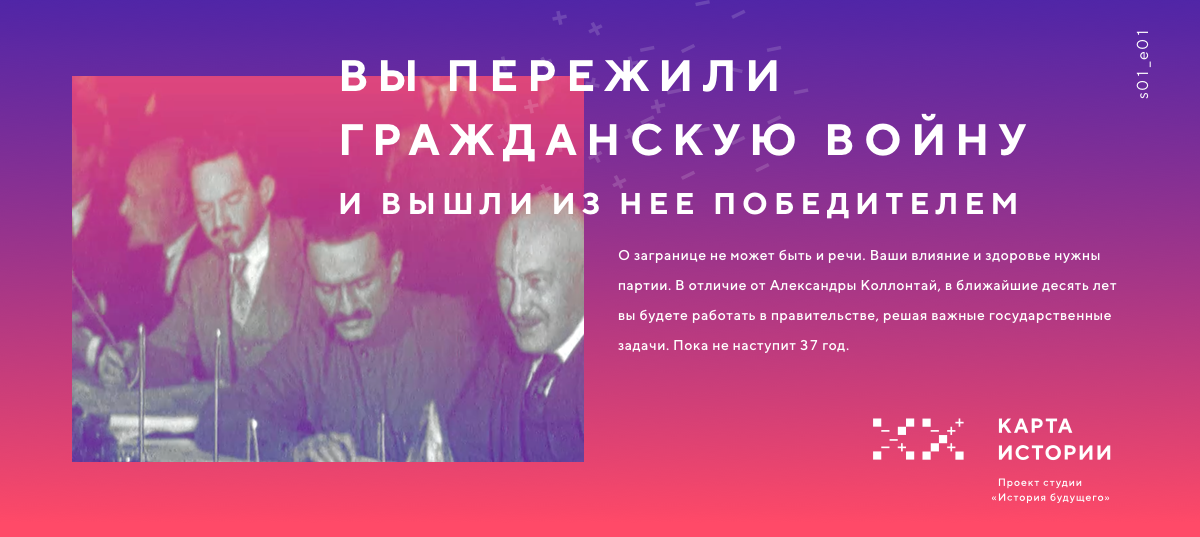 s01_e01
ВЫ ПЕРЕЖИЛИ
ГРАЖДАНСКУЮ ВОЙНУ
И ВЫШЛИ ИЗ НЕЕ ПОБЕДИТЕЛЕМ
О загранице не может быть и речи. Ваши влияние и здоровье нужны
партии. В отличие от Александры Коллонтай, в ближайшие десять лет
вы будете работать в правительстве, решая важные государственные
задачи. Пока не наступит 37 год.
КАРТА
ИСТОРИИ
Проект студии
«История будущего»